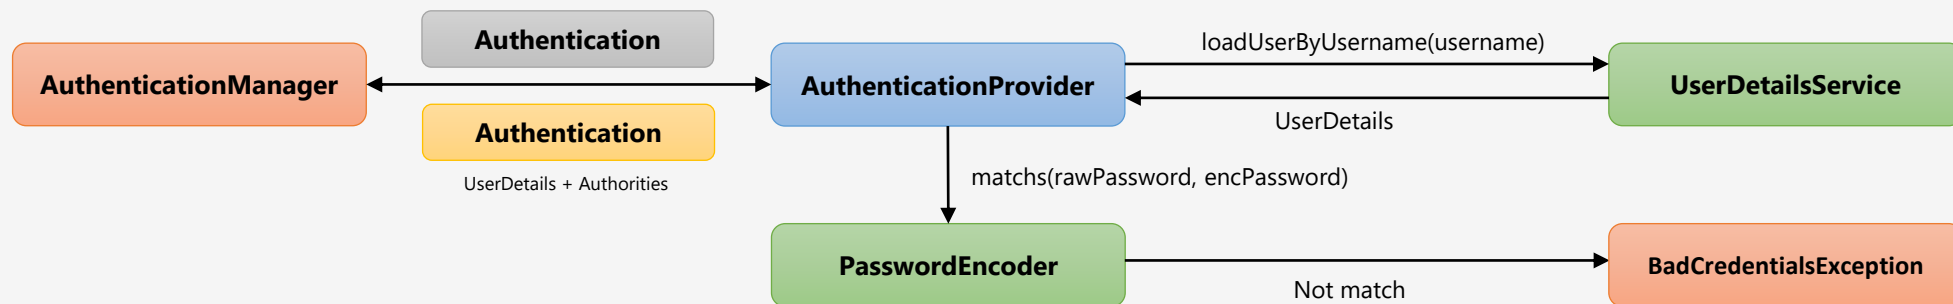 Authentication
loadUserByUsername(username)
AuthenticationManager
AuthenticationProvider
UserDetailsService
UserDetails
Authentication
UserDetails + Authorities
matchs(rawPassword, encPassword)
PasswordEncoder
BadCredentialsException
Not match